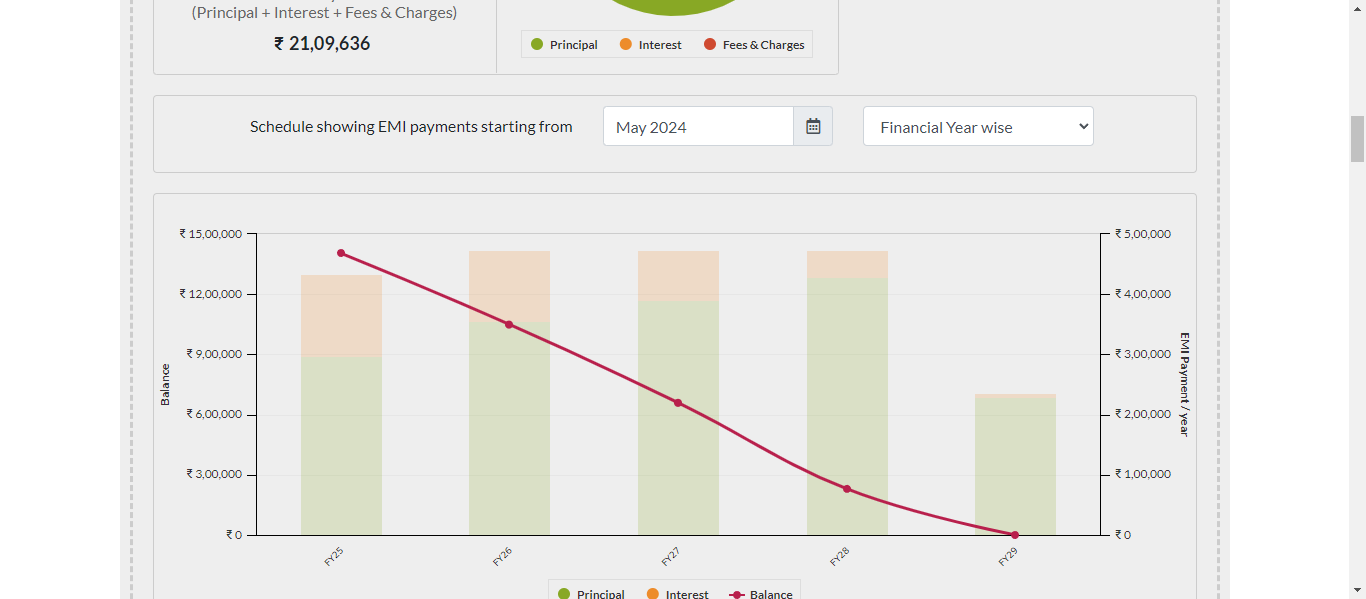 (Principal + Interest + Fees & Charges)
₹ 21,09,636
Principal Interest Fees & Charges
Schedule showing EMI payments starting from
May 2024
Financial Year wise
₹ 15,00,000
₹ 12,00,000
₹ 9,00,000
₹ 6,00,000
₹ 3,00,000
₹ 0
Balance
₹ 5,00,000
₹ 4,00,000
₹ 3,00,000
₹ 2,00,000
₹ 1,00,000
₹ 0
EMI Payment / year
FY25
FY26
FY27
FY28
FY29
Principal Interest Balance